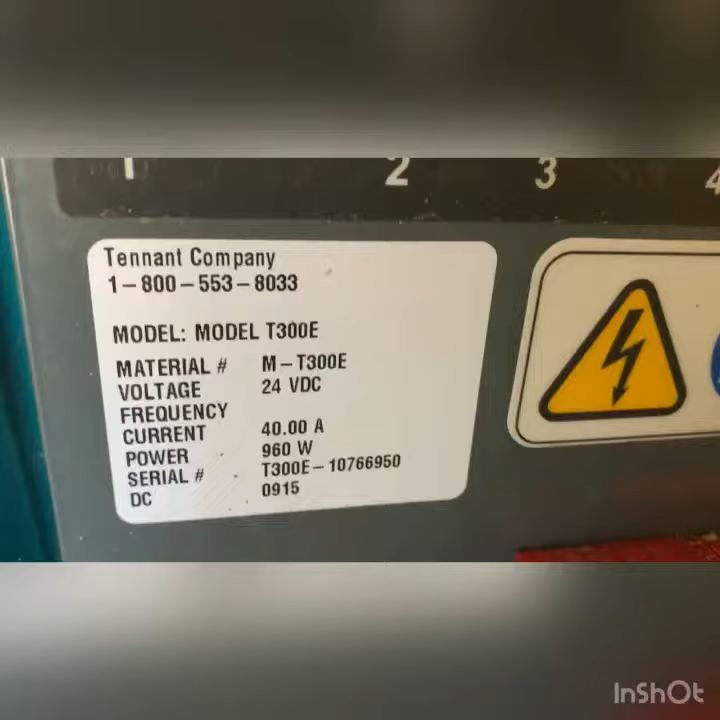 1 2 3 4
Tennant Company
1-800-553-8033
MODEL: MODEL T300E
MATERIAL # M-T300E
VOLTAGE 24 VDC
FREQUENCY
CURRENT 40.00 A
POWER 960 W
SERIAL # T300E-10766950
DC 0915
InShOt